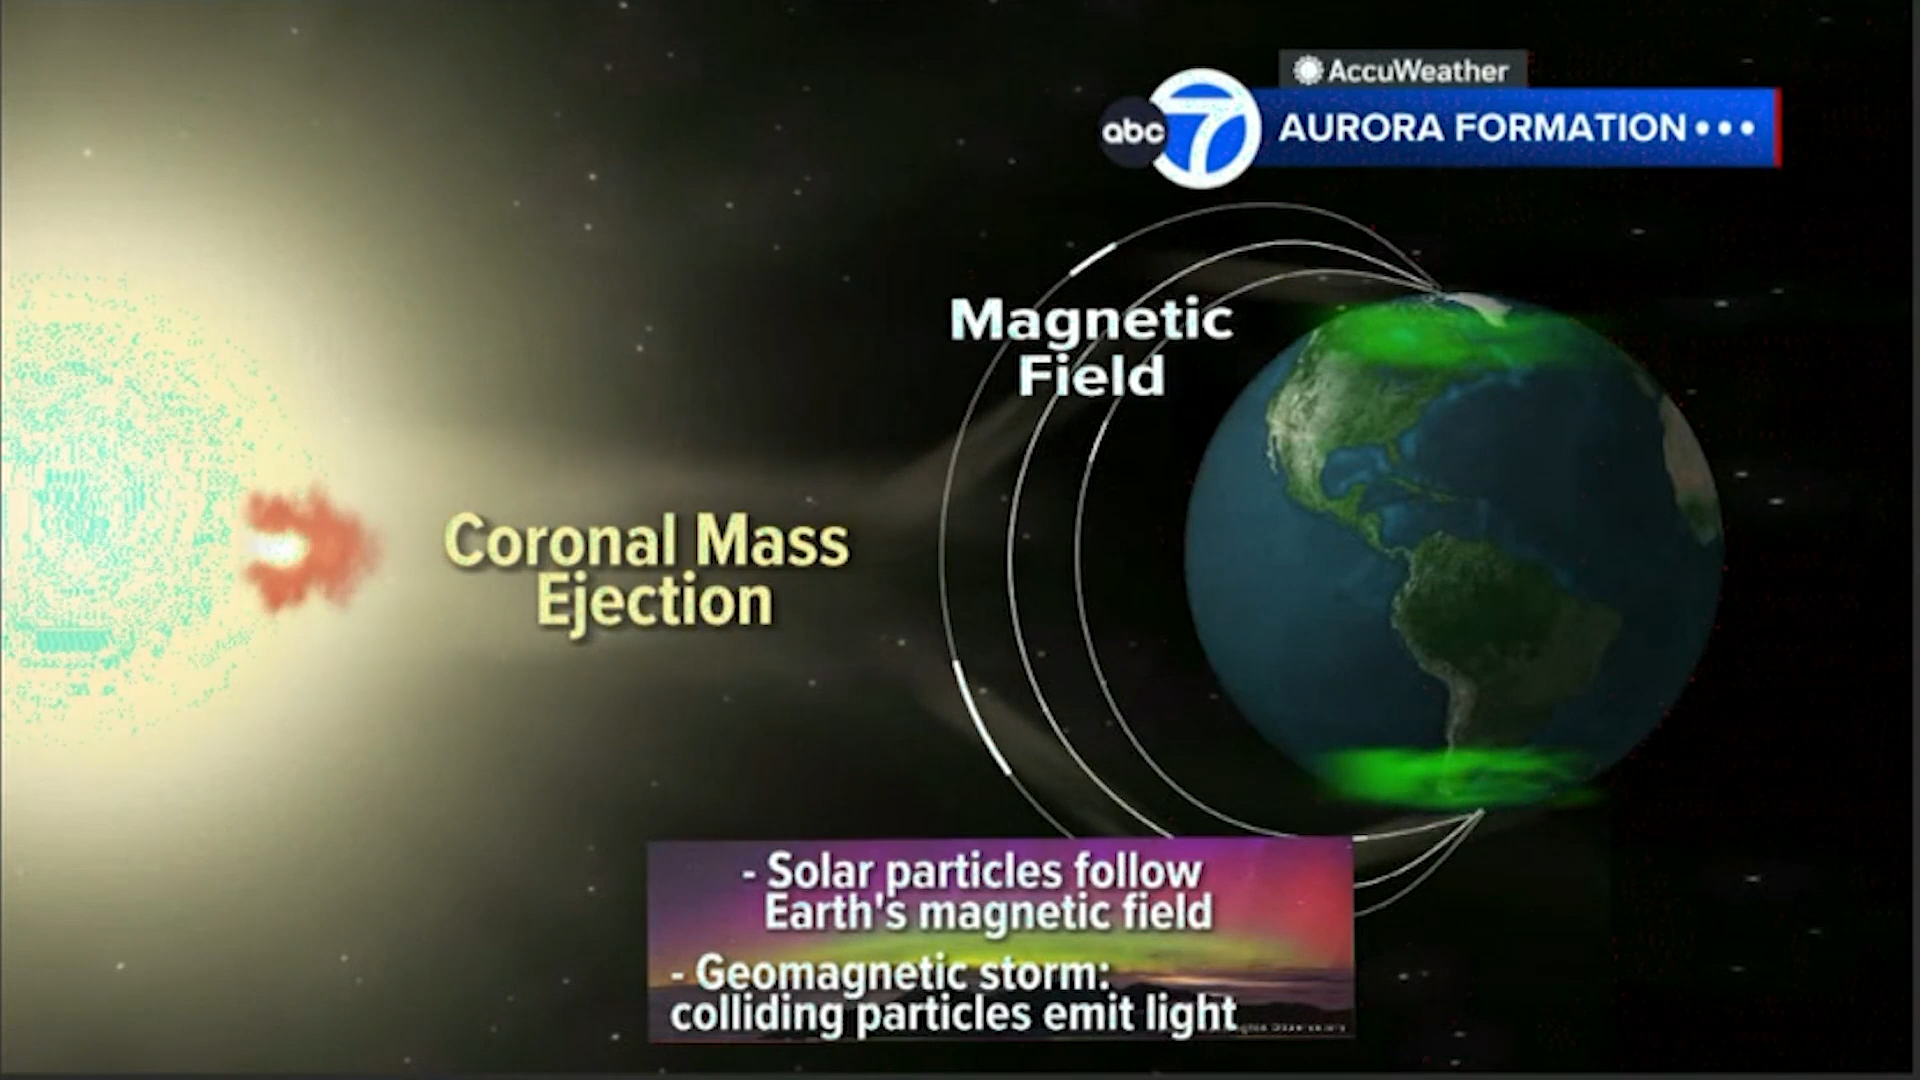 AccuWeather
abc 7 AURORA FORMATION
Magnetic
Field
Coronal Mass
Ejection
- Solar particles follow
Earth's magnetic field
- Geomagnetic storm:
colliding particles emit light